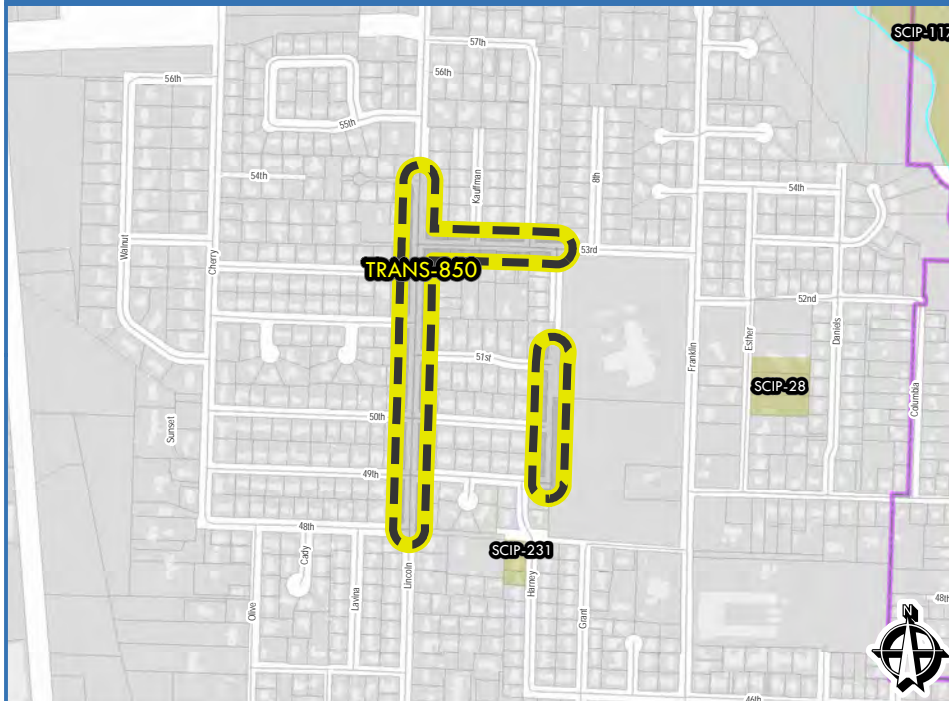 SCIP-117
57th
56th
56th
55th
54th
Kauffman
8th
54th
Walnut
Cherry
53rd
TRANS-850
52nd
Esther
Daniels
Franklin
51st
SCIP-28
Columbia
50th
Sunset
49th
48th
SCIP-231
Cady
Lincoln
Olive
Lavina
Harney
Grant
48th
N
46th